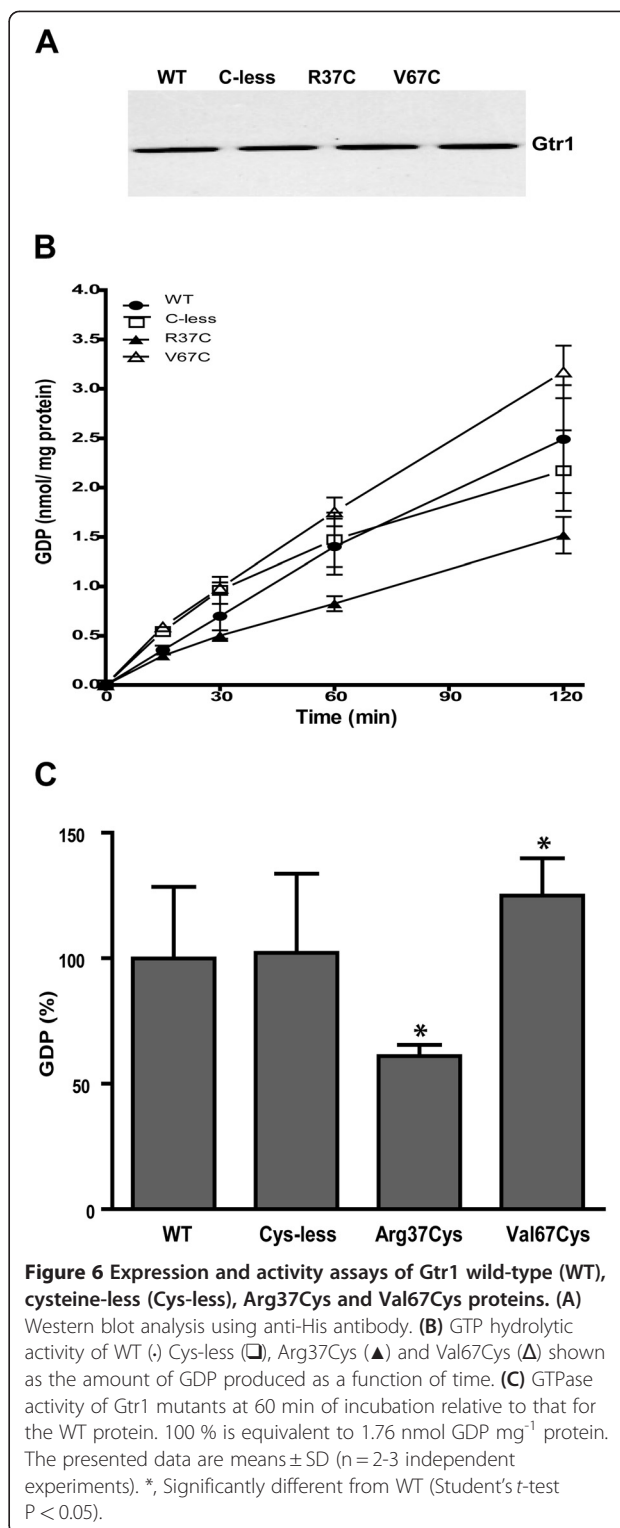 A
WT C-less R37C V67C
Gtr1
B
4.0
3.5
3.0
2.5
2.0
1.5
1.0
0.5
0.0
GDP (nmol/ mg protein)
WT
C-less
R37C
V67C
0 30 60 90 120
Time (min)
C
150
100
50
0
GDP (%)
* *
WT Cys-less Arg37Cys Val67Cys
Figure 6 Expression and activity assays of Gtr1 wild-type (WT),
cysteine-less (Cys-less), Arg37Cys and Val67Cys proteins. (A)
Western blot analysis using anti-His antibody. (B) GTP hydrolytic
activity of WT (·) Cys-less (❑), Arg37Cys (▲) and Val67Cys (Δ) shown
as the amount of GDP produced as a function of time. (C) GTPase
activity of Gtr1 mutants at 60 min of incubation relative to that for
the WT protein. 100 % is equivalent to 1.76 nmol GDP mg⁻¹ protein.
The presented data are means ± SD (n = 2-3 independent
experiments). *, Significantly different from WT (Student's t-test
P < 0.05).